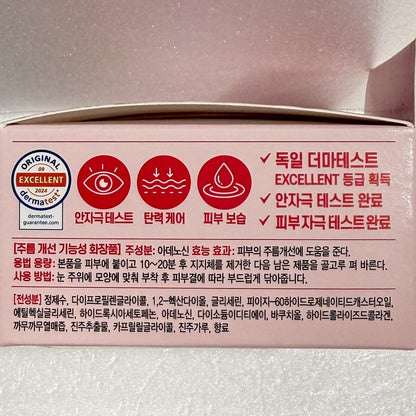 ORIGINAL
09
EXCELLENT
2024
dermatest®
dermatest-
guarantee.com
안자극 테스트
탄력 케어
피부 보습
✓ 독일 더마테스트
EXCELLENT 등급 획득
✓ 안자극 테스트 완료
✓ 피부자극 테스트 완료
[주름 개선 기능성 화장품] 주성분: 아데노신 효능 효과: 피부의 주름개선에 도움을 준다.
용법 용량: 본품을 피부에 붙이고 10~20분 후 지지체를 제거한 다음 남은 제품을 골고루 펴 바른다.
사용 방법: 눈 주위에 모양에 맞춰 부착 후 피부결에 따라 부드럽게 닦아줍니다.
[전성분] 정제수, 다이프로필렌글라이콜, 1,2-헥산다이올, 글리세린, 피이지-60하이드로제네이티드캐스터오일,
에틸헥실글리세린, 하이드록시아세토페논, 아데노신, 다이소듐이디티에이, 바쿠치올, 하이드롤라이즈드콜라겐,
까무까무열매즙, 진주추출물, 카프릴릴글라이콜, 진주가루, 향료